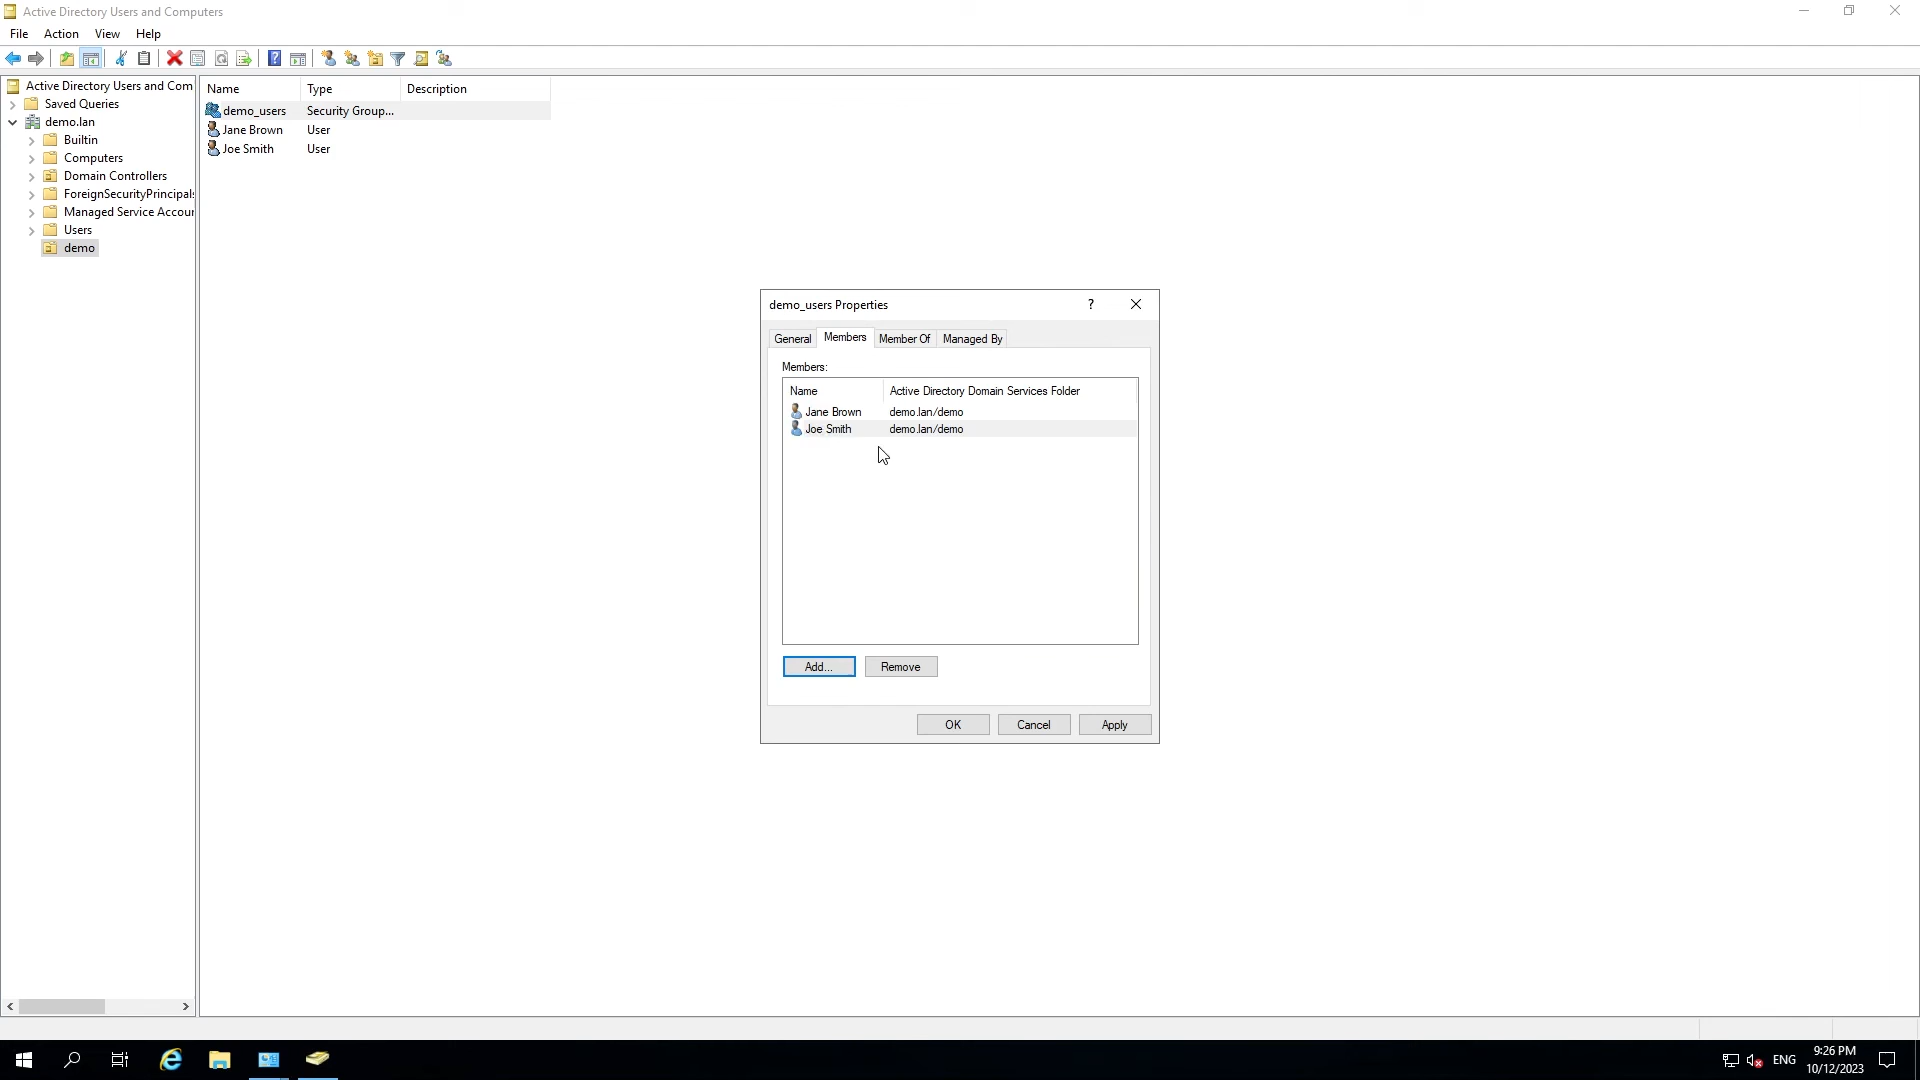 Active Directory Users and Computers
File Action View Help
Active Directory Users and Com
Saved Queries
demo.lan
Builtin
Computers
Domain Controllers
ForeignSecurityPrincipals
Managed Service Accour
Users
demo
Name Type Description
demo_users Security Group...
Jane Brown User
Joe Smith User
demo_users Properties
General Members Member Of Managed By
Members:
Name Active Directory Domain Services Folder
Jane Brown demo.lan/demo
Joe Smith demo.lan/demo
Add... Remove
OK Cancel Apply
ENG
9:26 PM
10/12/2023